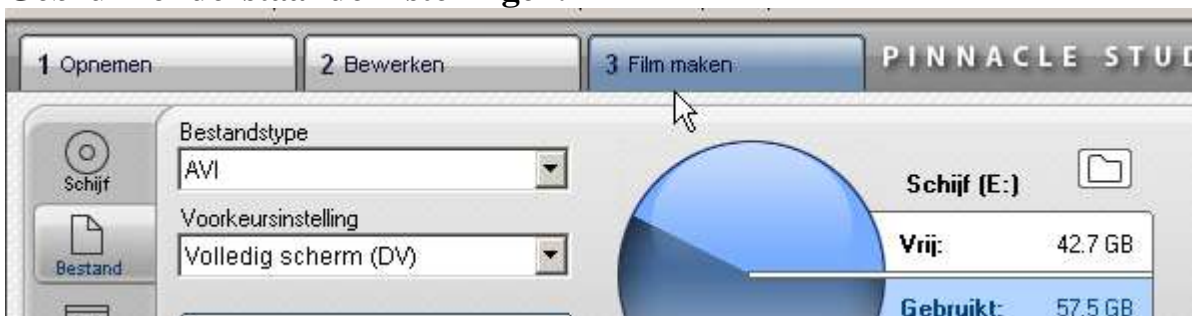 1 Opnemen
2 Bewerken
3 Film maken
PINNACLE STUD
Schijf
Bestand
Bestandstype
AVI
Voorkeursinstelling
Volledig scherm (DV)
Schijf (E:)
Vrij: 42.7 GB
Gebruikt: 57.5 GB